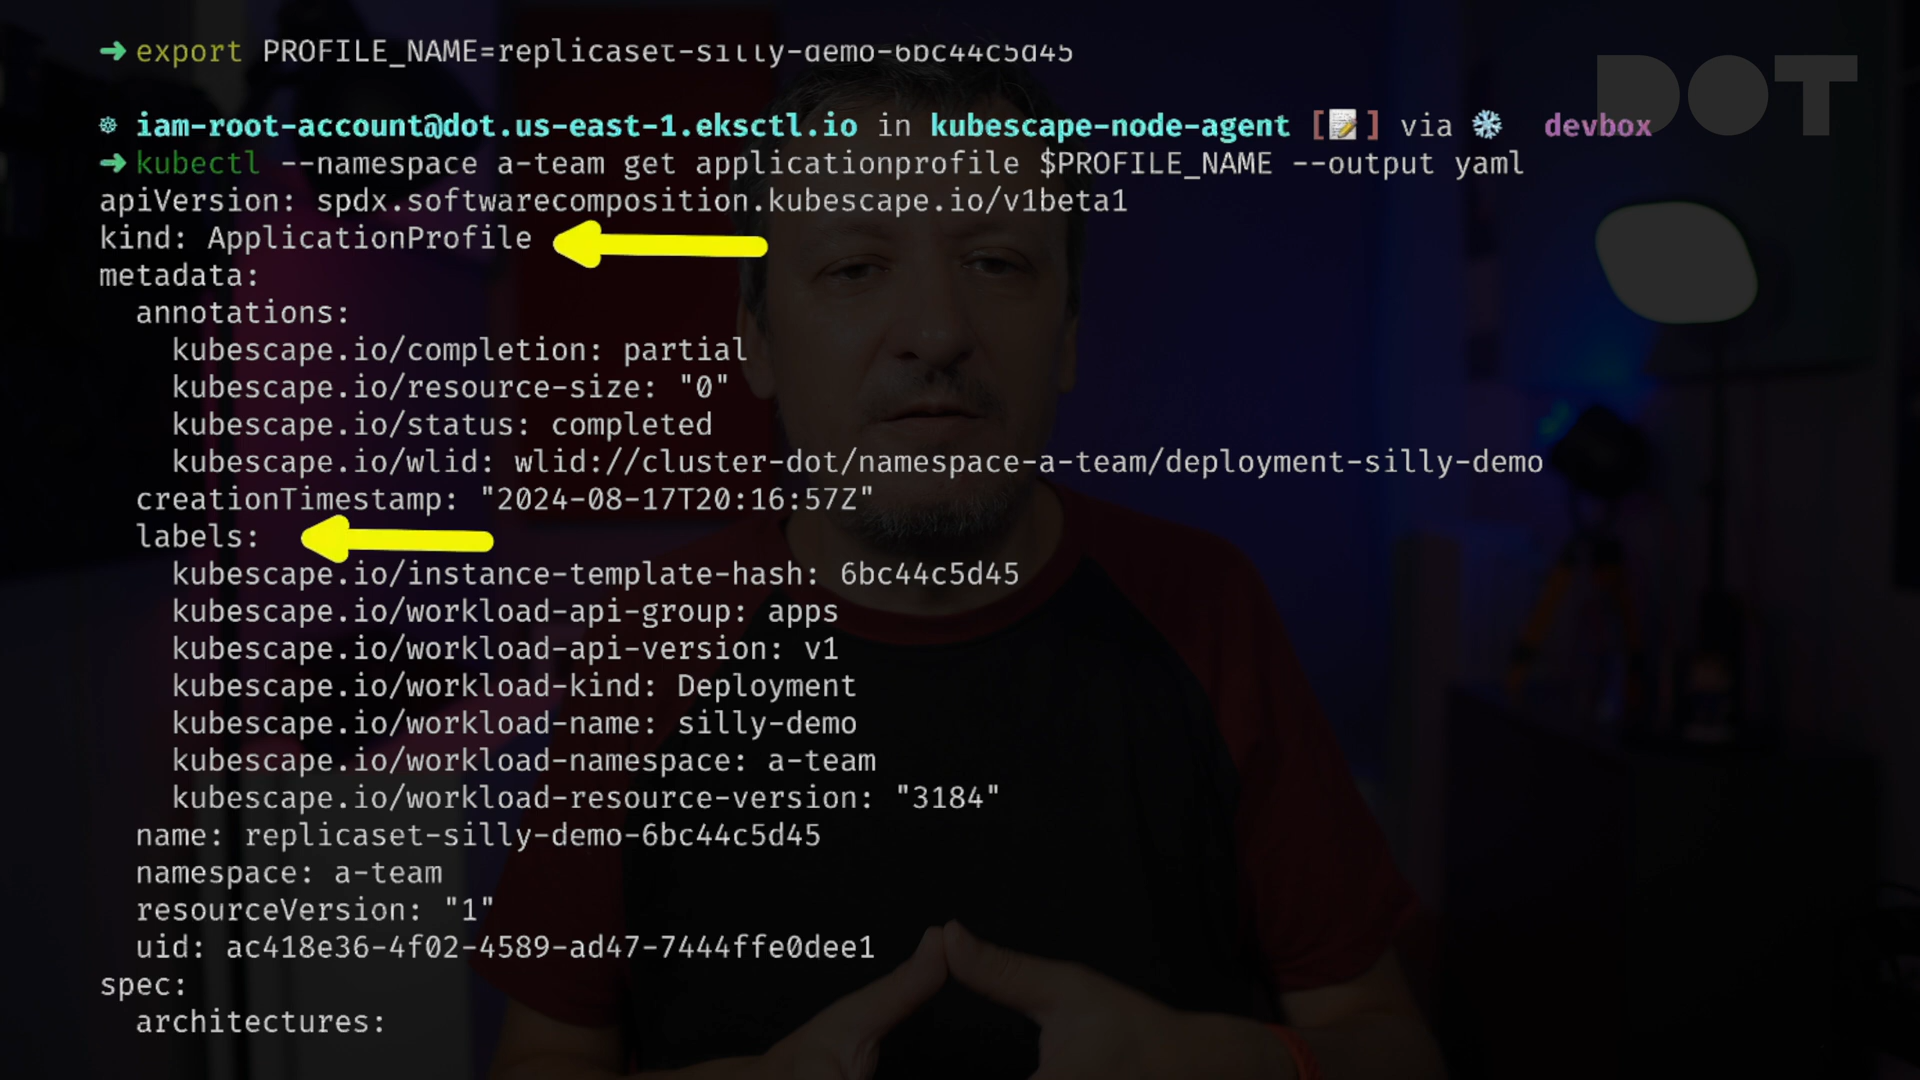 ➜ export PROFILE_NAME=replicaset-silly-demo-6bc44c5d45
DOT
☸ iam-root-account@dot.us-east-1.eksctl.io in kubescape-node-agent [📝] via ❄️ devbox
➜ kubectl --namespace a-team get applicationprofile $PROFILE_NAME --output yaml
apiVersion: spdx.softwarecomposition.kubescape.io/v1beta1
kind: ApplicationProfile
metadata:
  annotations:
    kubescape.io/completion: partial
    kubescape.io/resource-size: "0"
    kubescape.io/status: completed
    kubescape.io/wlid: wlid://cluster-dot/namespace-a-team/deployment-silly-demo
  creationTimestamp: "2024-08-17T20:16:57Z"
  labels:
    kubescape.io/instance-template-hash: 6bc44c5d45
    kubescape.io/workload-api-group: apps
    kubescape.io/workload-api-version: v1
    kubescape.io/workload-kind: Deployment
    kubescape.io/workload-name: silly-demo
    kubescape.io/workload-namespace: a-team
    kubescape.io/workload-resource-version: "3184"
  name: replicaset-silly-demo-6bc44c5d45
  namespace: a-team
  resourceVersion: "1"
  uid: ac418e36-4f02-4589-ad47-7444ffe0dee1
spec:
  architectures: